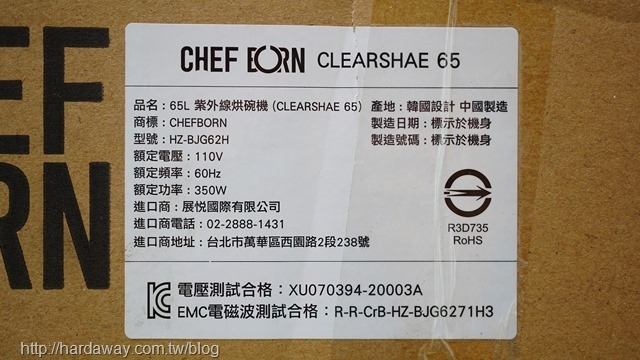 EF
RN
CHEF BORN CLEARSHAE 65
品名：65L 紫外線烘碗機 (CLEARSHAE 65) 產地：韓國設計 中國製造
商標：CHEFBORN 製造日期：標示於機身
型號：HZ-BJG62H 製造號碼：標示於機身
額定電壓：110V
額定頻率：60Hz
額定功率：350W
進口商：展悅國際有限公司
進口商電話：02-2888-1431
進口商地址：台北市萬華區西園路2段238號
R3D735
RoHS
電壓測試合格：XU070394-20003A
EMC電磁波測試合格：R-R-CrB-HZ-BJG6271H3
http://hardaway.com.tw/blog